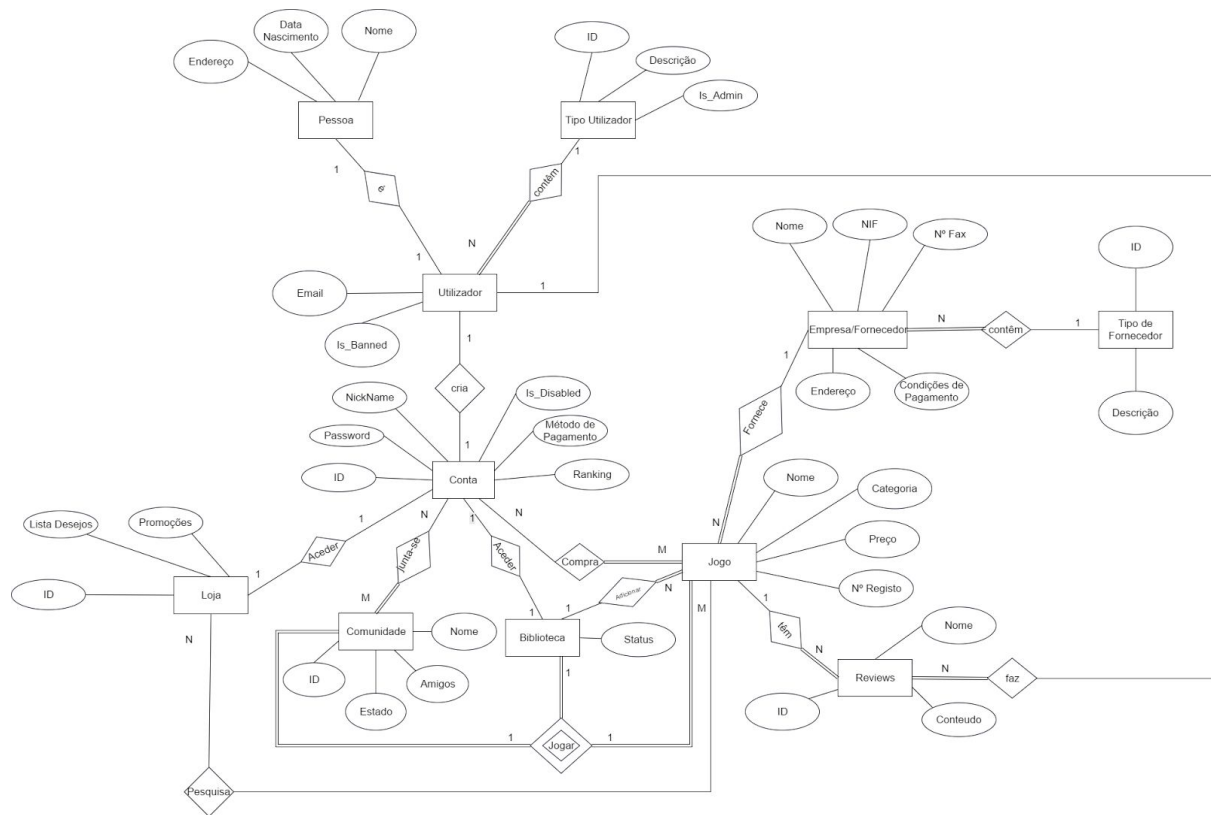 Data
Nascimento
Nome
Endereço
Pessoa
ID
Descrição
Is_Admin
Tipo Utilizador
1
1
é
contêm
N
1
Email
Utilizador
1
Is_Banned
1
Nome
NIF
Nº Fax
ID
Empresa/Fornecedor
N
contêm
1
Tipo de
Fornecedor
1
Endereço
Condições de
Pagamento
Descrição
cria
NickName
Is_Disabled
Password
Método de
Pagamento
1
ID
Conta
Ranking
Fornece
Nome
Categoria
N
Preço
Jogo
Nº Registo
Lista Desejos
Promoções
1
N
1
N
Aceder
junta-se
Aceder
Compra
M
Adicionar
N
M
1
ID
1
Loja
N
M
1
1
Comunidade
Nome
Biblioteca
Status
têm
Nome
N
ID
Amigos
Estado
1
Reviews
N
faz
ID
Conteudo
1
Jogar
1
Pesquisa